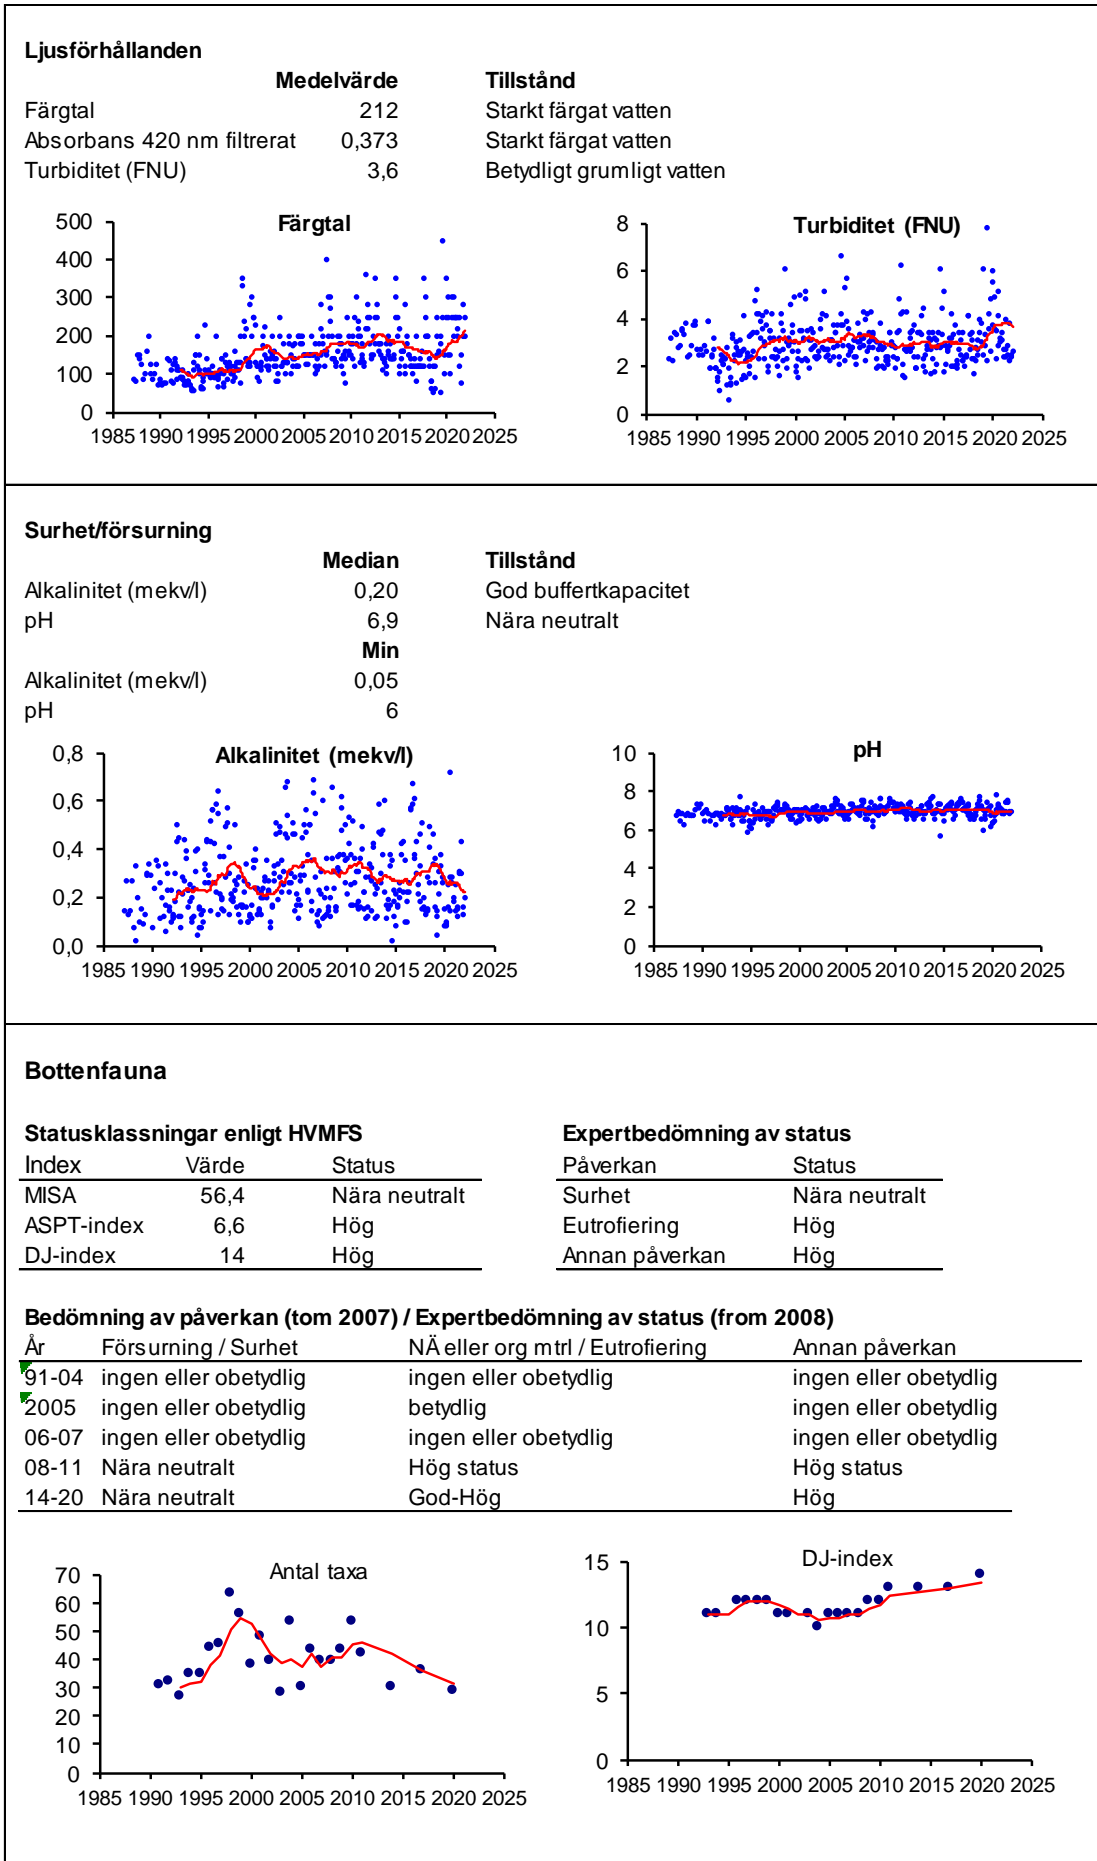 Ljusförhållanden
Medelvärde Tillstånd
Färgtal 212 Starkt färgat vatten
Absorbans 420 nm filtrerat 0,373 Starkt färgat vatten
Turbiditet (FNU) 3,6 Betydligt grumligt vatten
Färgtal
500
400
300
200
100
0
1985 1990 1995 2000 2005 2010 2015 2020 2025
Turbiditet (FNU)
8
6
4
2
0
1985 1990 1995 2000 2005 2010 2015 2020 2025
Surhet/försurning
Median Tillstånd
Alkalinitet (mekv/l) 0,20 God buffertkapacitet
pH 6,9 Nära neutralt
Min
Alkalinitet (mekv/l) 0,05
pH 6
Alkalinitet (mekv/l)
0,8
0,6
0,4
0,2
0,0
1985 1990 1995 2000 2005 2010 2015 2020 2025
pH
10
8
6
4
2
0
1985 1990 1995 2000 2005 2010 2015 2020 2025
Bottenfauna
Statusklassningar enligt HVMFS
Index Värde Status
MISA 56,4 Nära neutralt
ASPT-index 6,6 Hög
DJ-index 14 Hög
Expertbedömning av status
Påverkan Status
Surhet Nära neutralt
Eutrofiering Hög
Annan påverkan Hög
Bedömning av påverkan (tom 2007) / Expertbedömning av status (from 2008)
År Försurning / Surhet NÄ eller org mtrl / Eutrofiering Annan påverkan
91-04 ingen eller obetydlig ingen eller obetydlig ingen eller obetydlig
2005 ingen eller obetydlig betydlig ingen eller obetydlig
06-07 ingen eller obetydlig ingen eller obetydlig ingen eller obetydlig
08-11 Nära neutralt Hög status Hög status
14-20 Nära neutralt God-Hög Hög
Antal taxa
70
60
50
40
30
20
10
0
1985 1990 1995 2000 2005 2010 2015 2020 2025
DJ-index
15
10
5
0
1985 1990 1995 2000 2005 2010 2015 2020 2025